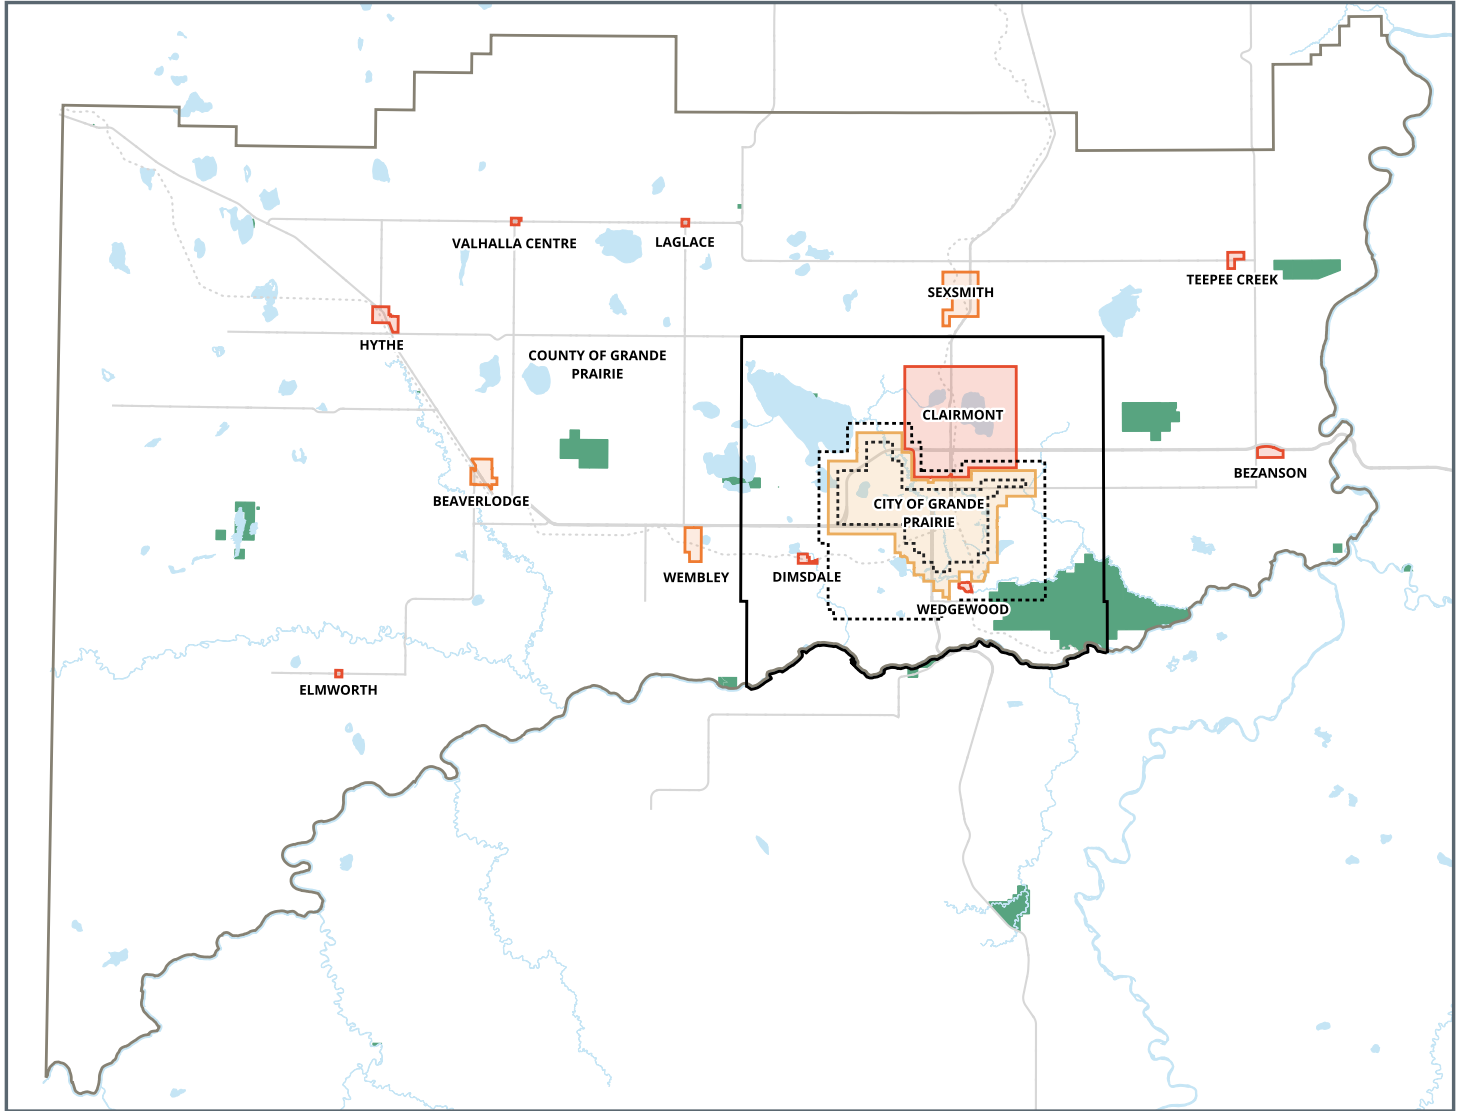 VALHALLA CENTRE
LAGLACE
TEEPEE CREEK
SEXSMITH
HYTHE
COUNTY OF GRANDE
PRAIRIE
CLAIRMONT
BEZANSON
BEAVERLODGE
CITY OF GRANDE
PRAIRIE
WEMBLEY
DIMSDALE
WEDGEWOOD
ELMWORTH